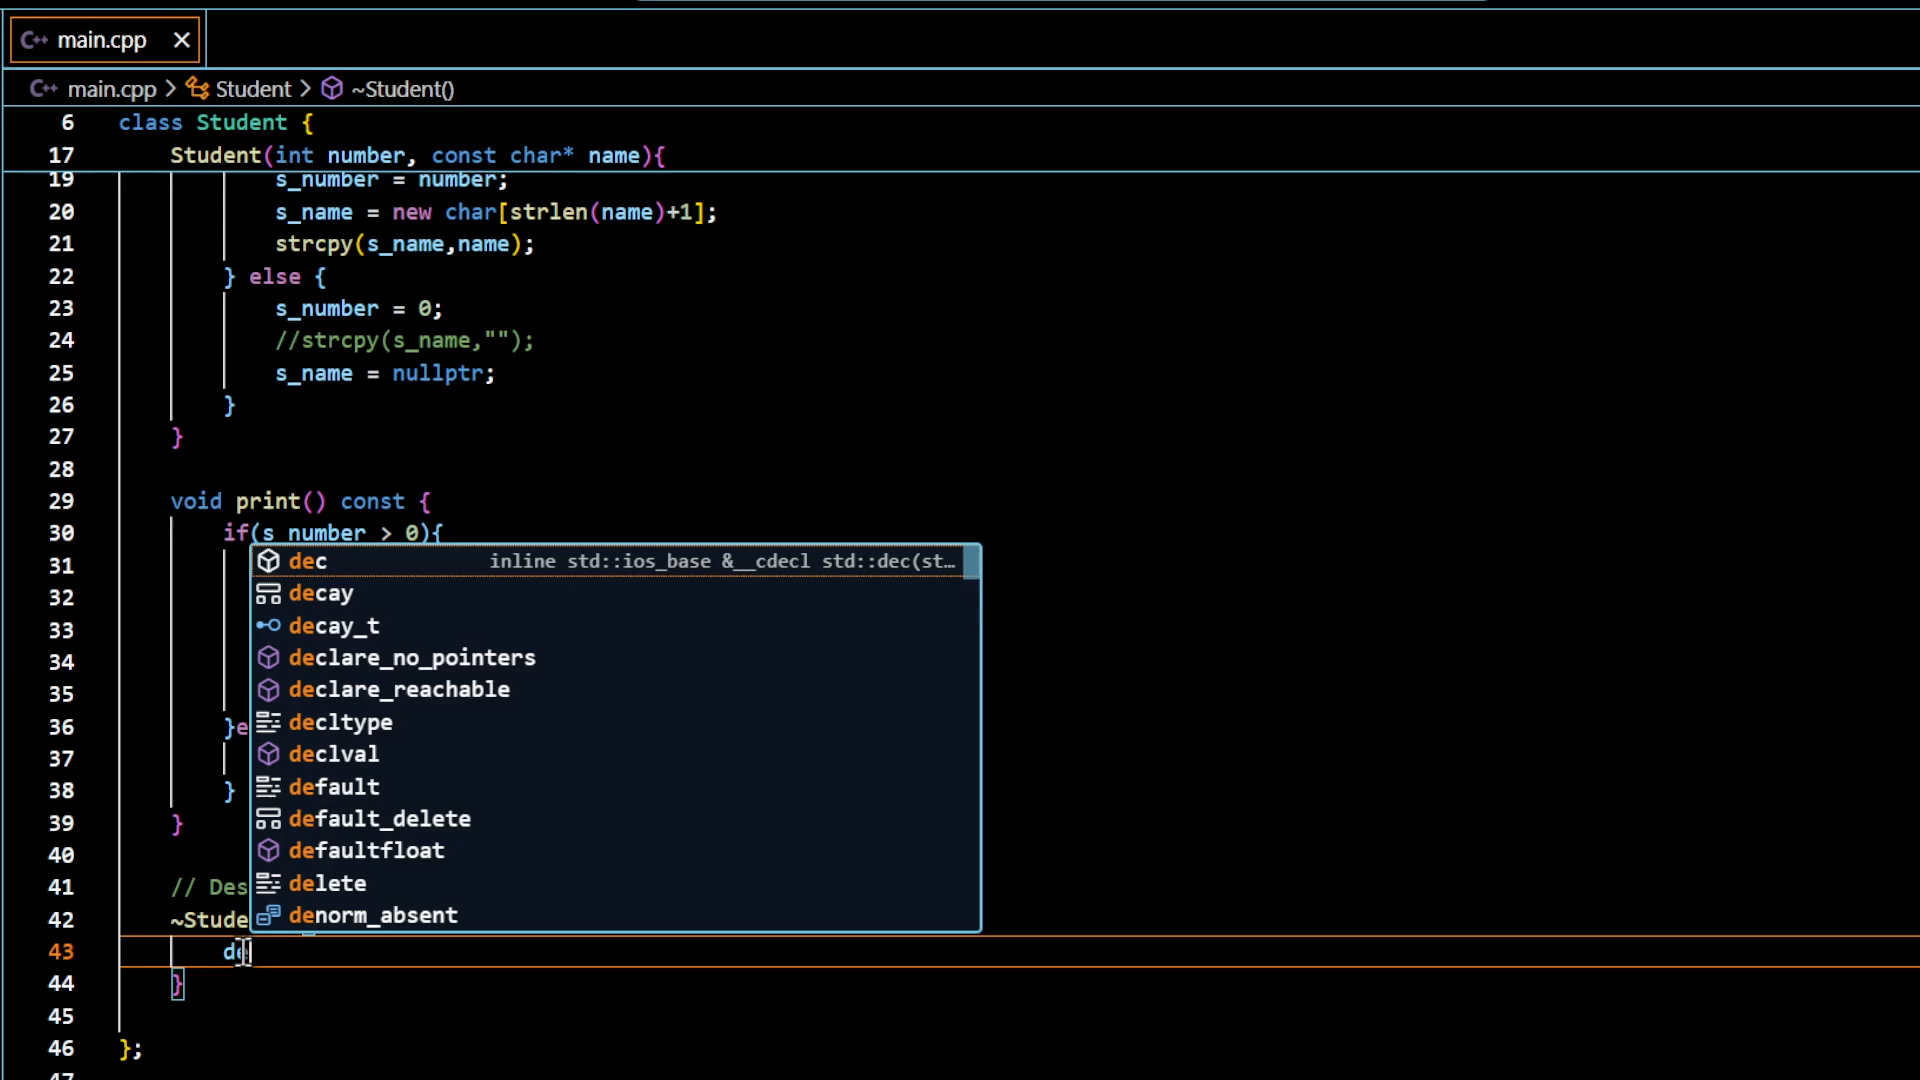 C++ main.cpp ×
C++ main.cpp > Student > ~Student()
6 class Student {
17 Student(int number, const char* name){
19 s_number = number;
20 s_name = new char[strlen(name)+1];
21 strcpy(s_name,name);
22 } else {
23 s_number = 0;
24 //strcpy(s_name,"");
25 s_name = nullptr;
26 }
27 }
28
29 void print() const {
30 if(s_number > 0){
31 dec inline std::ios_base &__cdecl std::dec(st…
32 decay
33 decay_t
34 declare_no_pointers
35 declare_reachable
36 }e decltype
37 declval
38 } default
39 } default_delete
40 defaultfloat
41 // Des delete
42 ~Stude denorm_absent
43 de
44 }
45
46 };
47